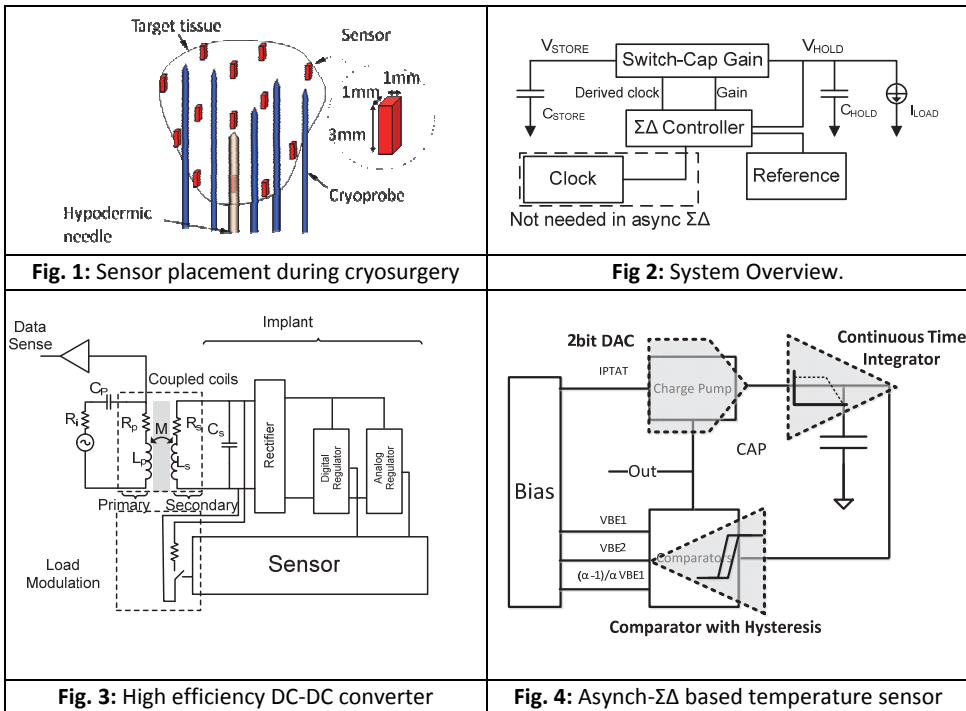 Target tissue
Sensor
1mm
1mm
3mm
Cryoprobe
Hypodermic
needle
Fig. 1: Sensor placement during cryosurgery
VSTORE
Switch-Cap Gain
VHOLD
Derived clock
Gain
CSTORE
CHOLD
ILOAD
ΣΔ Controller
Clock
Reference
Not needed in async ΣΔ
Fig 2: System Overview.
Implant
Data
Sense
Coupled coils
CP
Ri
Rp
M
Rs
Cs
Lp
Ls
Primary
Secondary
Rectifier
Digital
Regulator
Analog
Regulator
Load
Modulation
Sensor
Fig. 3: High efficiency DC-DC converter
2bit DAC
Continuous Time
Integrator
IPTAT
Charge Pump
CAP
Out
Bias
VBE1
VBE2
(α-1)/α VBE1
Comparators
Comparator with Hysteresis
Fig. 4: Asynch-ΣΔ based temperature sensor